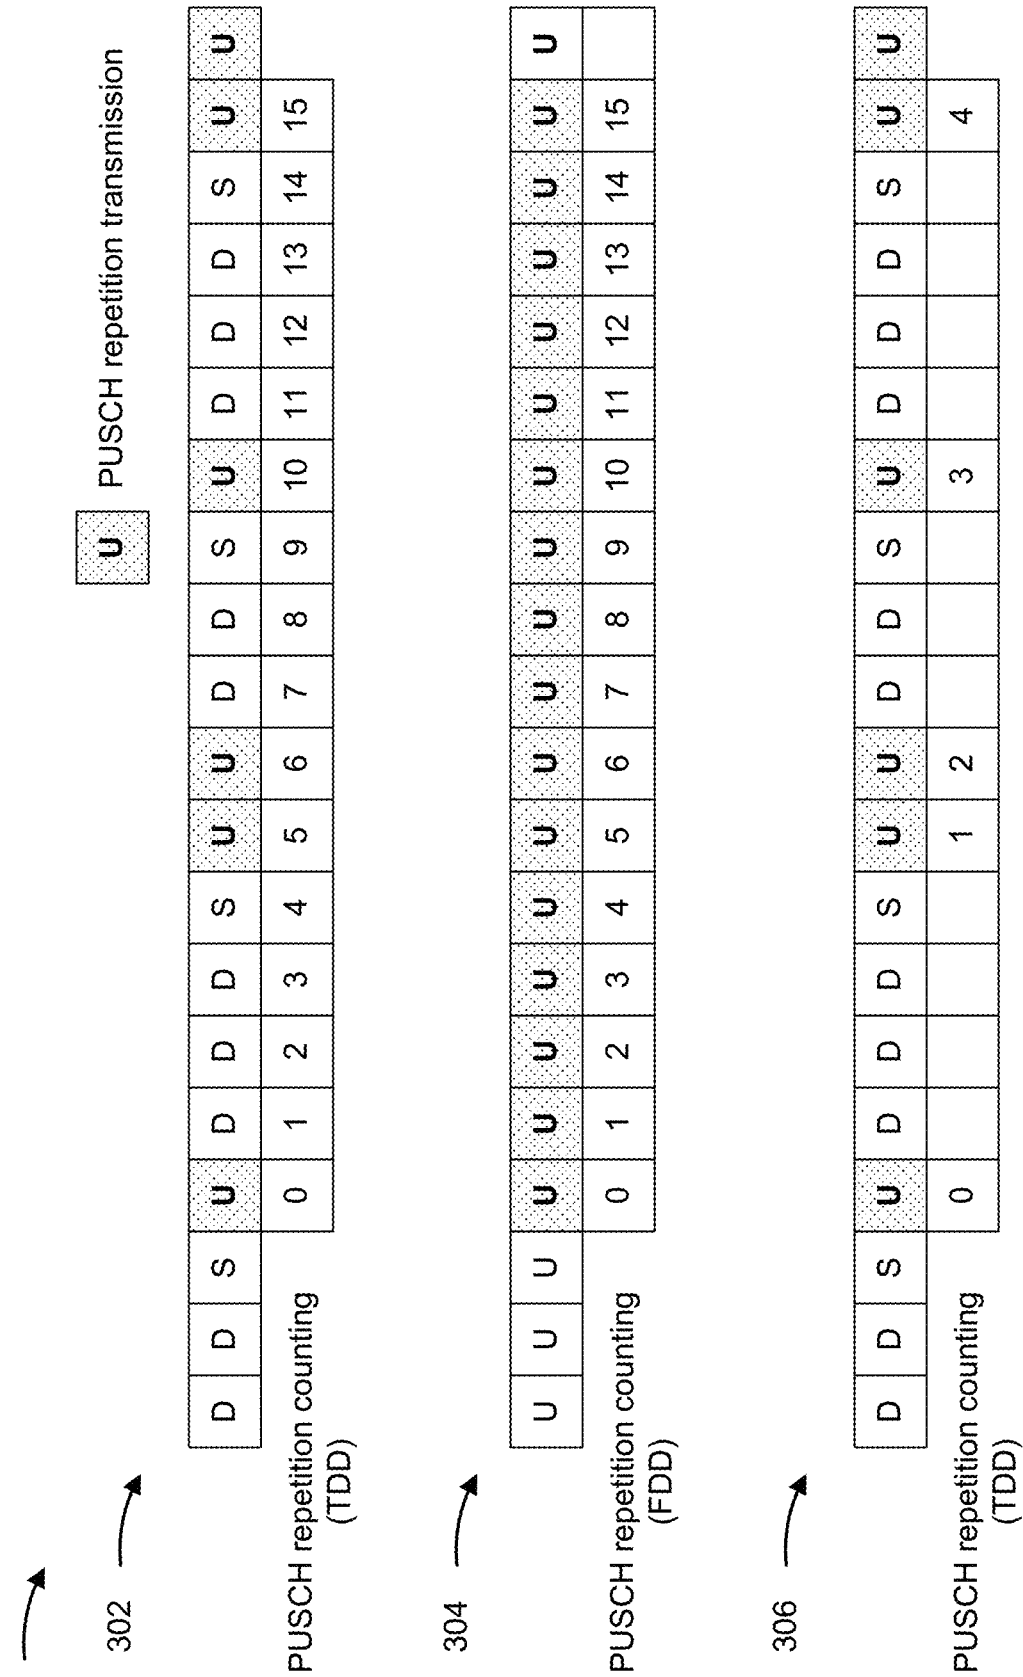 U PUSCH repetition transmission
302
D D S U D D D S U U D D S U D D D S U U
PUSCH repetition counting 0 1 2 3 4 5 6 7 8 9 10 11 12 13 14 15
(TDD)
304
U U U U U U U U U U U U U U U U U U U U
PUSCH repetition counting 0 1 2 3 4 5 6 7 8 9 10 11 12 13 14 15
(FDD)
306
D D S U D D D S U U D D S U D D D S U U
PUSCH repetition counting 0 1 2 3 4
(TDD)